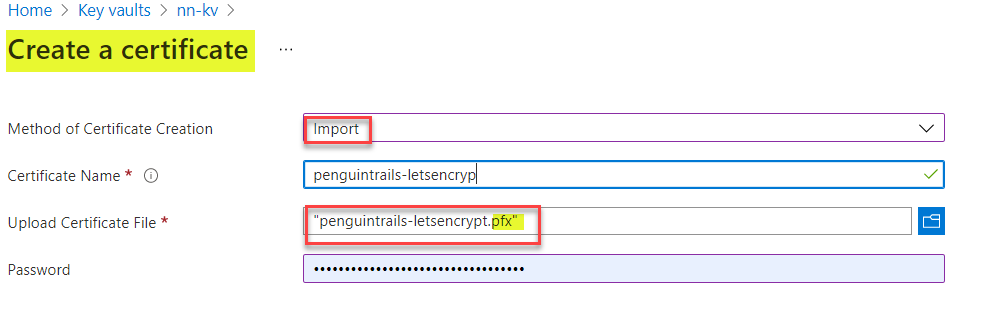 Home > Key vaults > nn-kv >
Create a certificate ...
Method of Certificate Creation Import
Certificate Name * penguintrails-letsencryp
Upload Certificate File * "penguintrails-letsencrypt.pfx"
Password ••••••••••••••••••••••••••••••••••